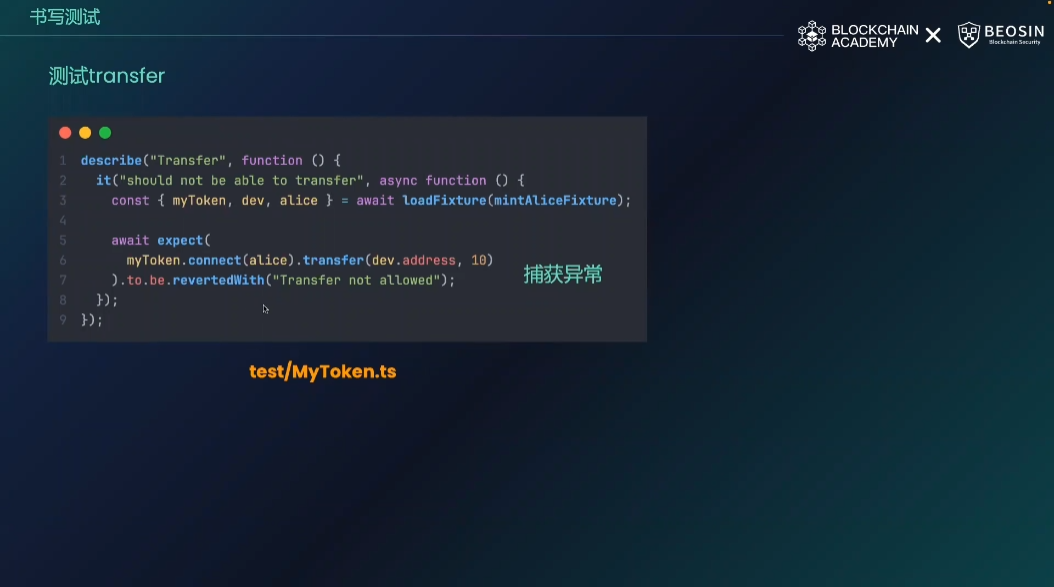 书写测试
BLOCKCHAIN
ACADEMY
BEOSIN
Blockchain Security
测试transfer
1 describe("Transfer", function () {
2 it("should not be able to transfer", async function () {
3 const { myToken, dev, alice } = await loadFixture(mintAliceFixture);
4
5 await expect(
6 myToken.connect(alice).transfer(dev.address, 10)
7 ).to.be.revertedWith("Transfer not allowed");
捕获异常
8 });
9 });
test/MyToken.ts